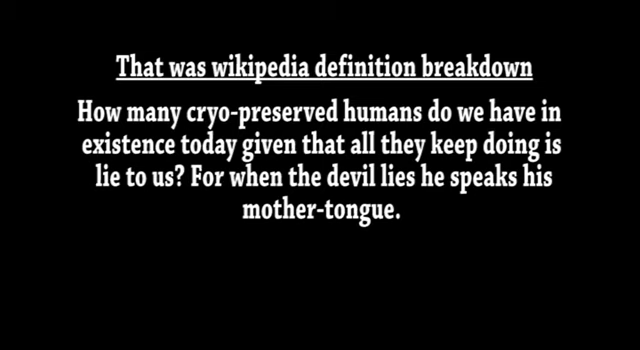 That was wikipedia definition breakdown
How many cryo-preserved humans do we have in
existence today given that all they keep doing is
lie to us? For when the devil lies he speaks his
mother-tongue.